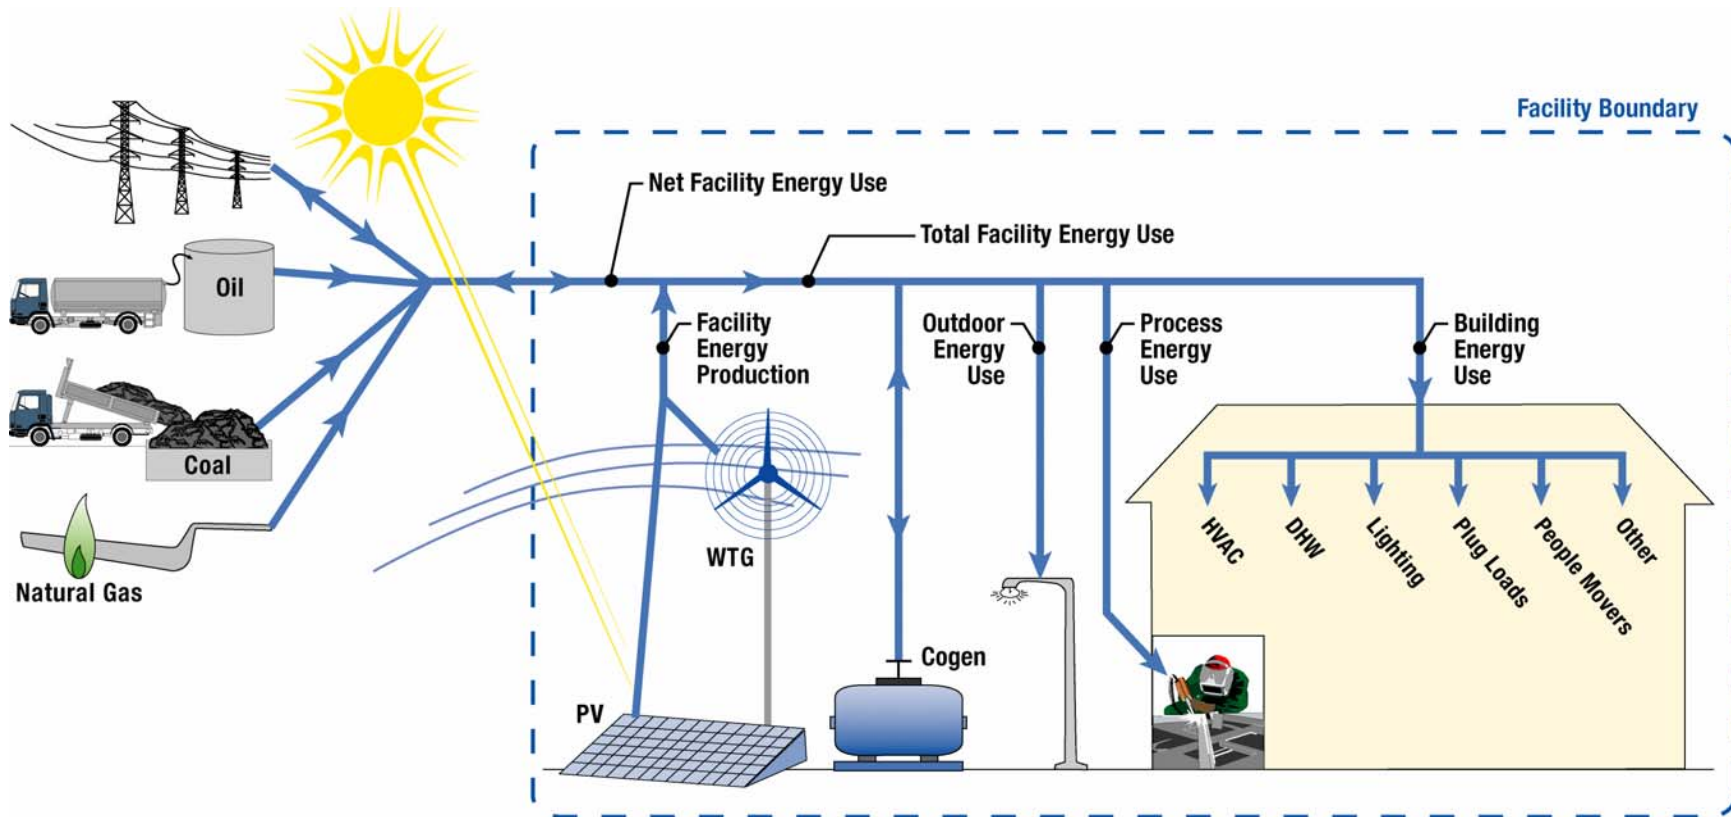 Facility Boundary
Net Facility Energy Use
Total Facility Energy Use
Oil
Facility
Energy
Production
Outdoor
Energy
Use
Process
Energy
Use
Building
Energy
Use
Coal
Natural Gas
WTG
HVAC
DHW
Lighting
Plug Loads
People Movers
Other
Cogen
PV